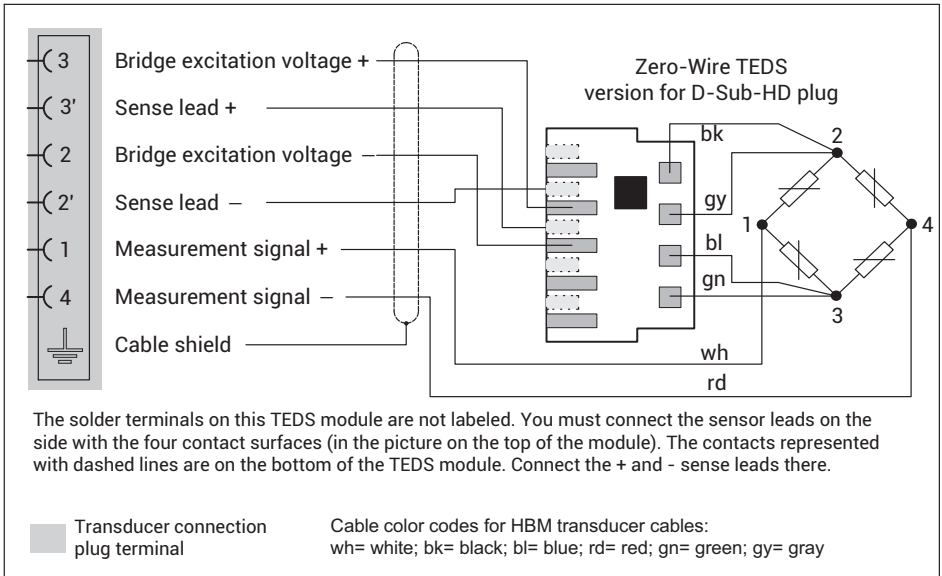 3 Bridge excitation voltage +
3' Sense lead +
2 Bridge excitation voltage –
2' Sense lead –
1 Measurement signal +
4 Measurement signal –
Cable shield
Zero-Wire TEDS
version for D-Sub-HD plug
bk
gy
bl
gn
wh
rd
2
1
4
3
The solder terminals on this TEDS module are not labeled. You must connect the sensor leads on the
side with the four contact surfaces (in the picture on the top of the module). The contacts represented
with dashed lines are on the bottom of the TEDS module. Connect the + and - sense leads there.
Transducer connection
plug terminal
Cable color codes for HBM transducer cables:
wh= white; bk= black; bl= blue; rd= red; gn= green; gy= gray